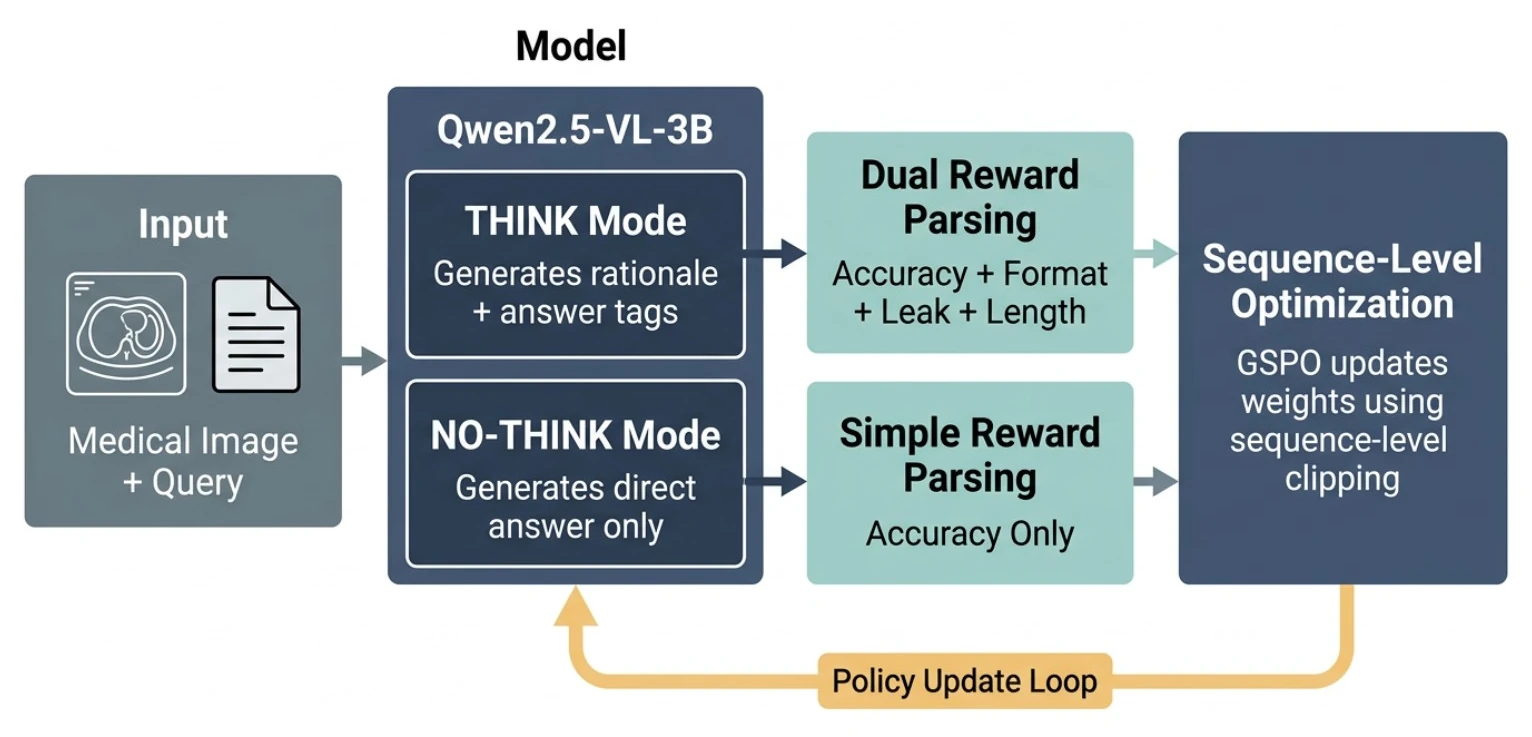 Model
Input
Medical Image
+ Query
Qwen2.5-VL-3B
THINK Mode
Generates rationale
+ answer tags
NO-THINK Mode
Generates direct
answer only
Dual Reward
Parsing
Accuracy + Format
+ Leak + Length
Simple Reward
Parsing
Accuracy Only
Sequence-Level
Optimization
GSPO updates
weights using
sequence-level
clipping
Policy Update Loop